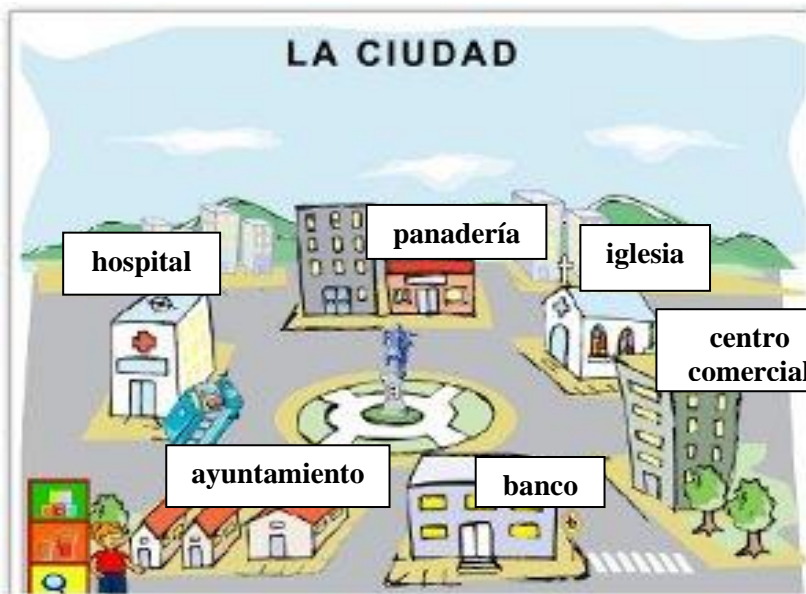 LA CIUDAD
panadería
hospital
iglesia
centro
comercial
ayuntamiento
banco